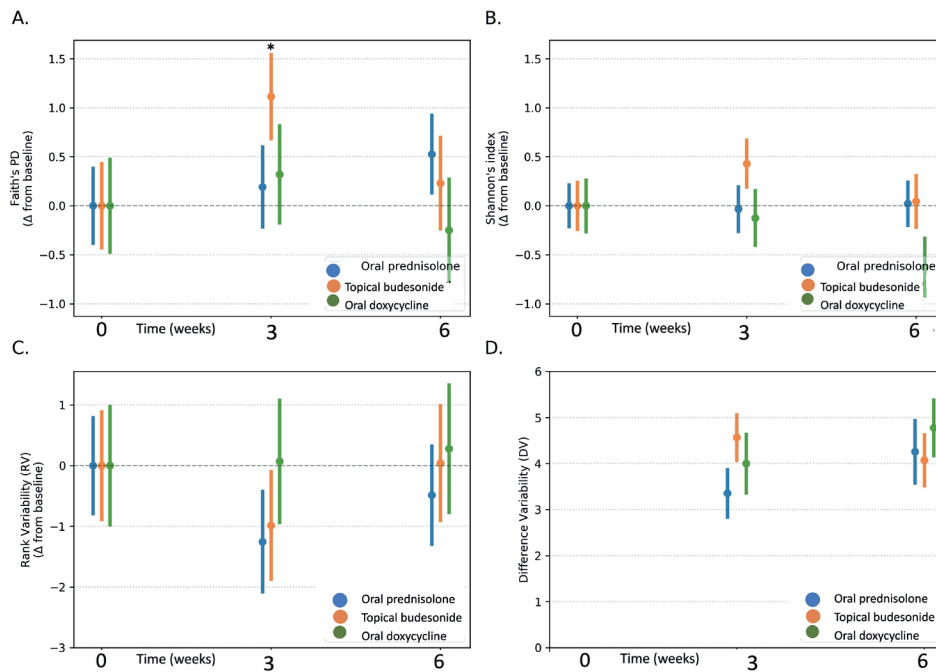 A.
1.5
1.0
0.5
0.0
−0.5
−1.0
Faith's PD
(Δ from baseline)
*
Oral prednisolone
Topical budesonide
Oral doxycycline
0
Time (weeks)
3
6
B.
1.5
1.0
0.5
0.0
−0.5
−1.0
Shannon's index
(Δ from baseline)
Oral prednisolone
Topical budesonide
Oral doxycycline
0
Time (weeks)
3
6
C.
1
0
−1
−2
−3
Rank Variability (RV)
(Δ from baseline)
Oral prednisolone
Topical budesonide
Oral doxycycline
0
Time (weeks)
3
6
D.
6
5
4
3
2
1
0
Difference Variability (DV)
Oral prednisolone
Topical budesonide
Oral doxycycline
0
Time (weeks)
3
6